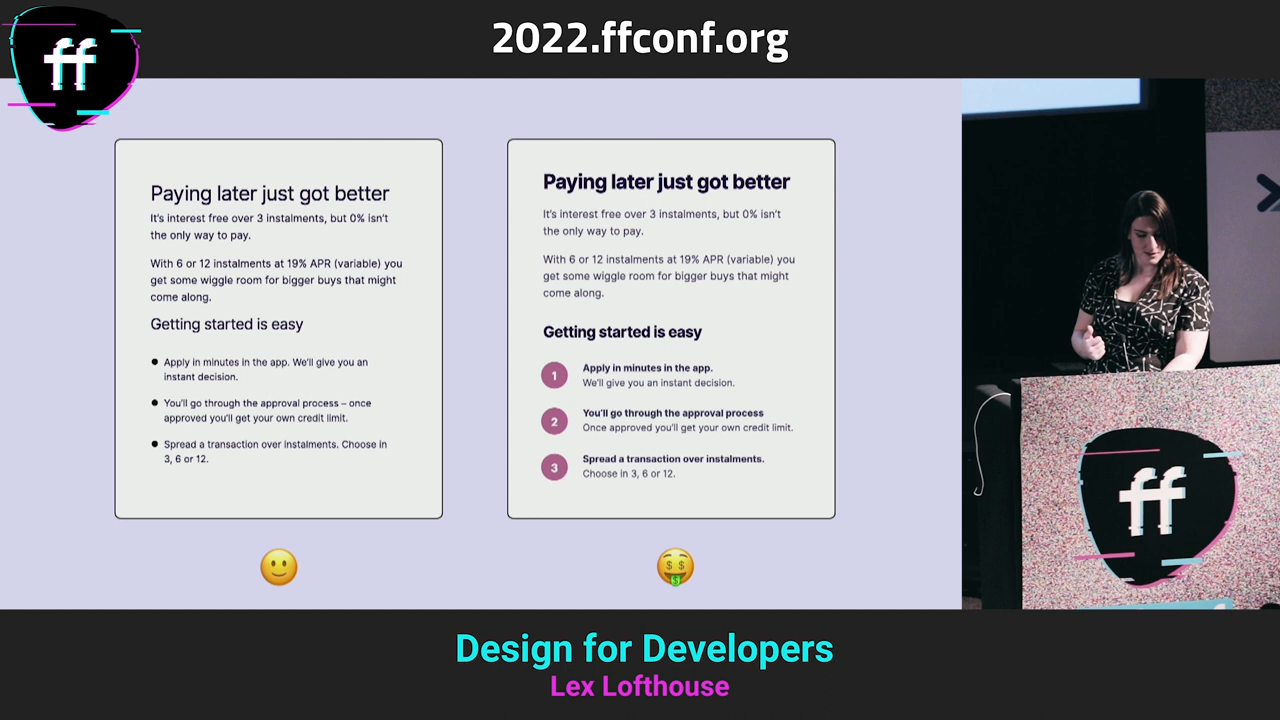 ff
2022.ffconf.org
Paying later just got better
It's interest free over 3 instalments, but 0% isn't
the only way to pay.
With 6 or 12 instalments at 19% APR (variable) you
get some wiggle room for bigger buys that might
come along.
Getting started is easy
Apply in minutes in the app. We'll give you an
instant decision.
You'll go through the approval process – once
approved you'll get your own credit limit.
Spread a transaction over instalments. Choose in
3, 6 or 12.
Paying later just got better
It's interest free over 3 instalments, but 0% isn't
the only way to pay.
With 6 or 12 instalments at 19% APR (variable) you
get some wiggle room for bigger buys that might
come along.
Getting started is easy
1
Apply in minutes in the app.
We'll give you an instant decision.
2
You'll go through the approval process
Once approved you'll get your own credit limit.
3
Spread a transaction over instalments.
Choose in 3, 6 or 12.
ff
Design for Developers
Lex Lofthouse